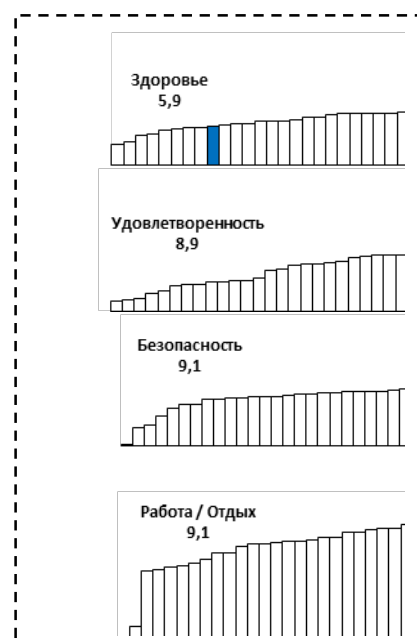 Здоровье
5,9
Удовлетворенность
8,9
Безопасность
9,1
Работа / Отдых
9,1